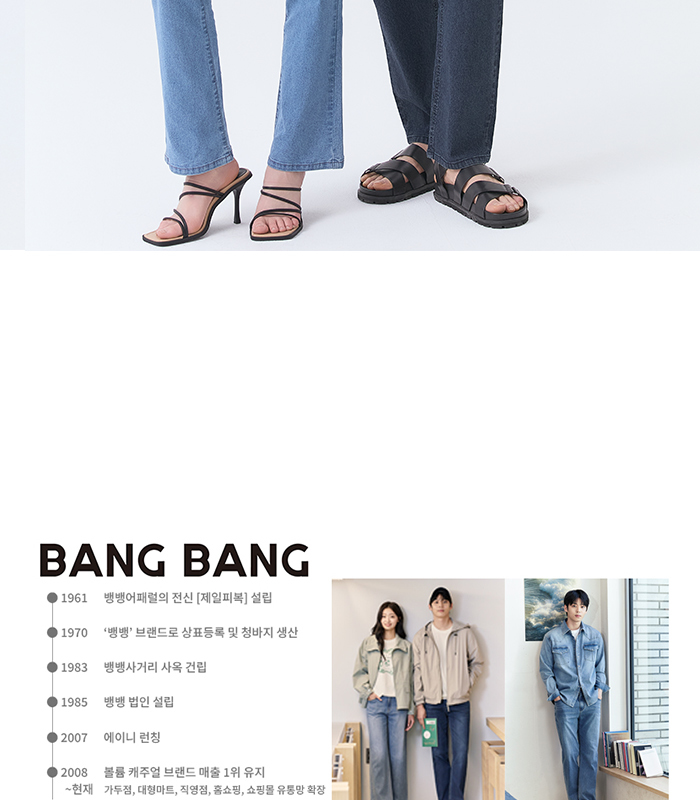 BANG BANG
1961 뱅뱅어패럴의 전신 [제일피복] 설립
1970 ‘뱅뱅’ 브랜드로 상표등록 및 청바지 생산
1983 뱅뱅사거리 사옥 건립
1985 뱅뱅 법인 설립
2007 에이니 런칭
2008 볼륨 캐주얼 브랜드 매출 1위 유지
~현재 가두점, 대형마트, 직영점, 홈쇼핑, 쇼핑몰 유통망 확장